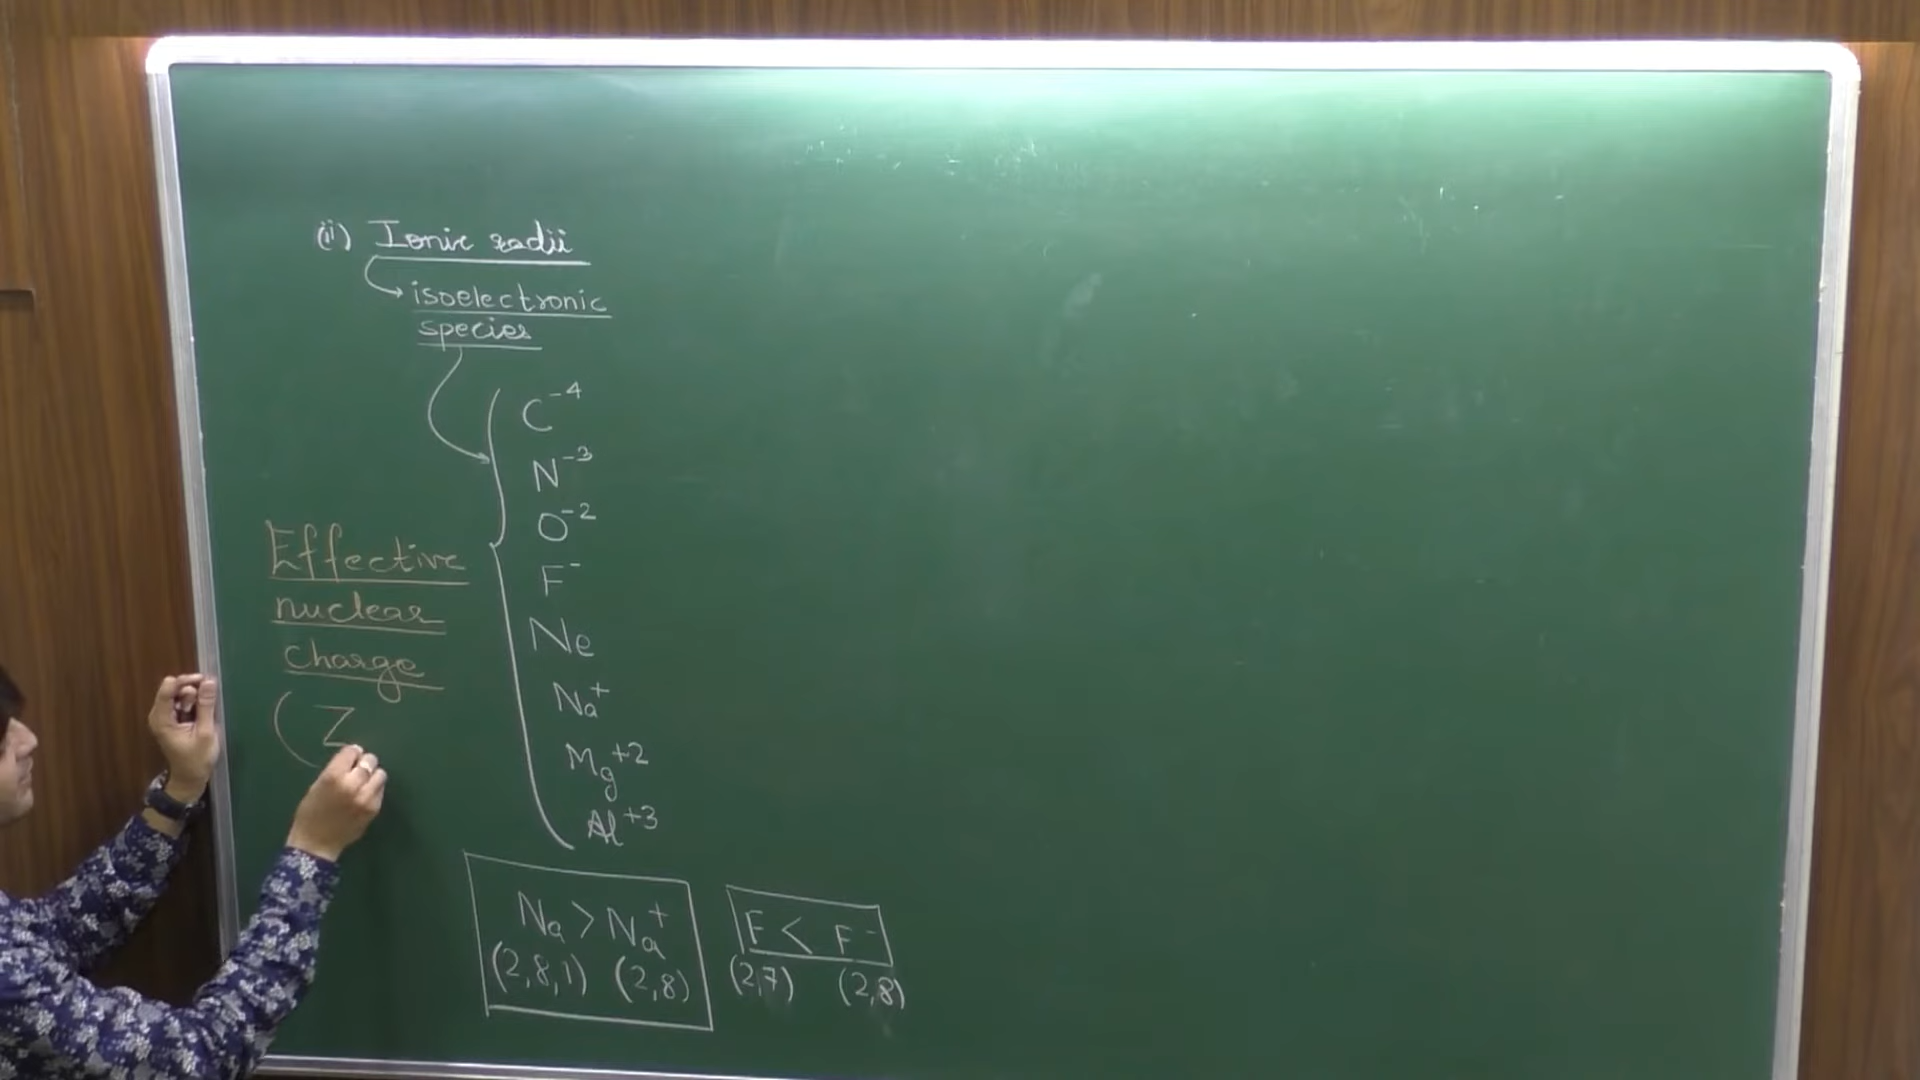 (ii) Ionic radii
isoelectronic
species
C⁻⁴
N⁻³
O⁻²
F⁻
Ne
Na⁺
Mg⁺²
Al⁺³
Effective
nuclear
charge
(Z
Na > Na⁺
(2,8,1) (2,8)
F < F⁻
(2,7) (2,8)